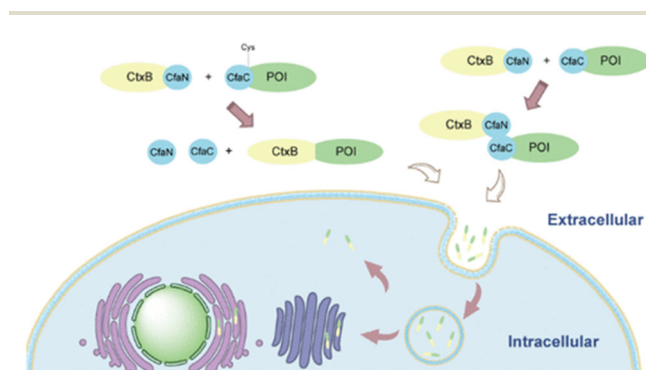 Cys
CtxB CfaN + CfaC POI
CtxB CfaN + CfaC POI
CtxB CfaN
CfaC POI
CfaN CfaC + CtxB POI
Extracellular
Intracellular